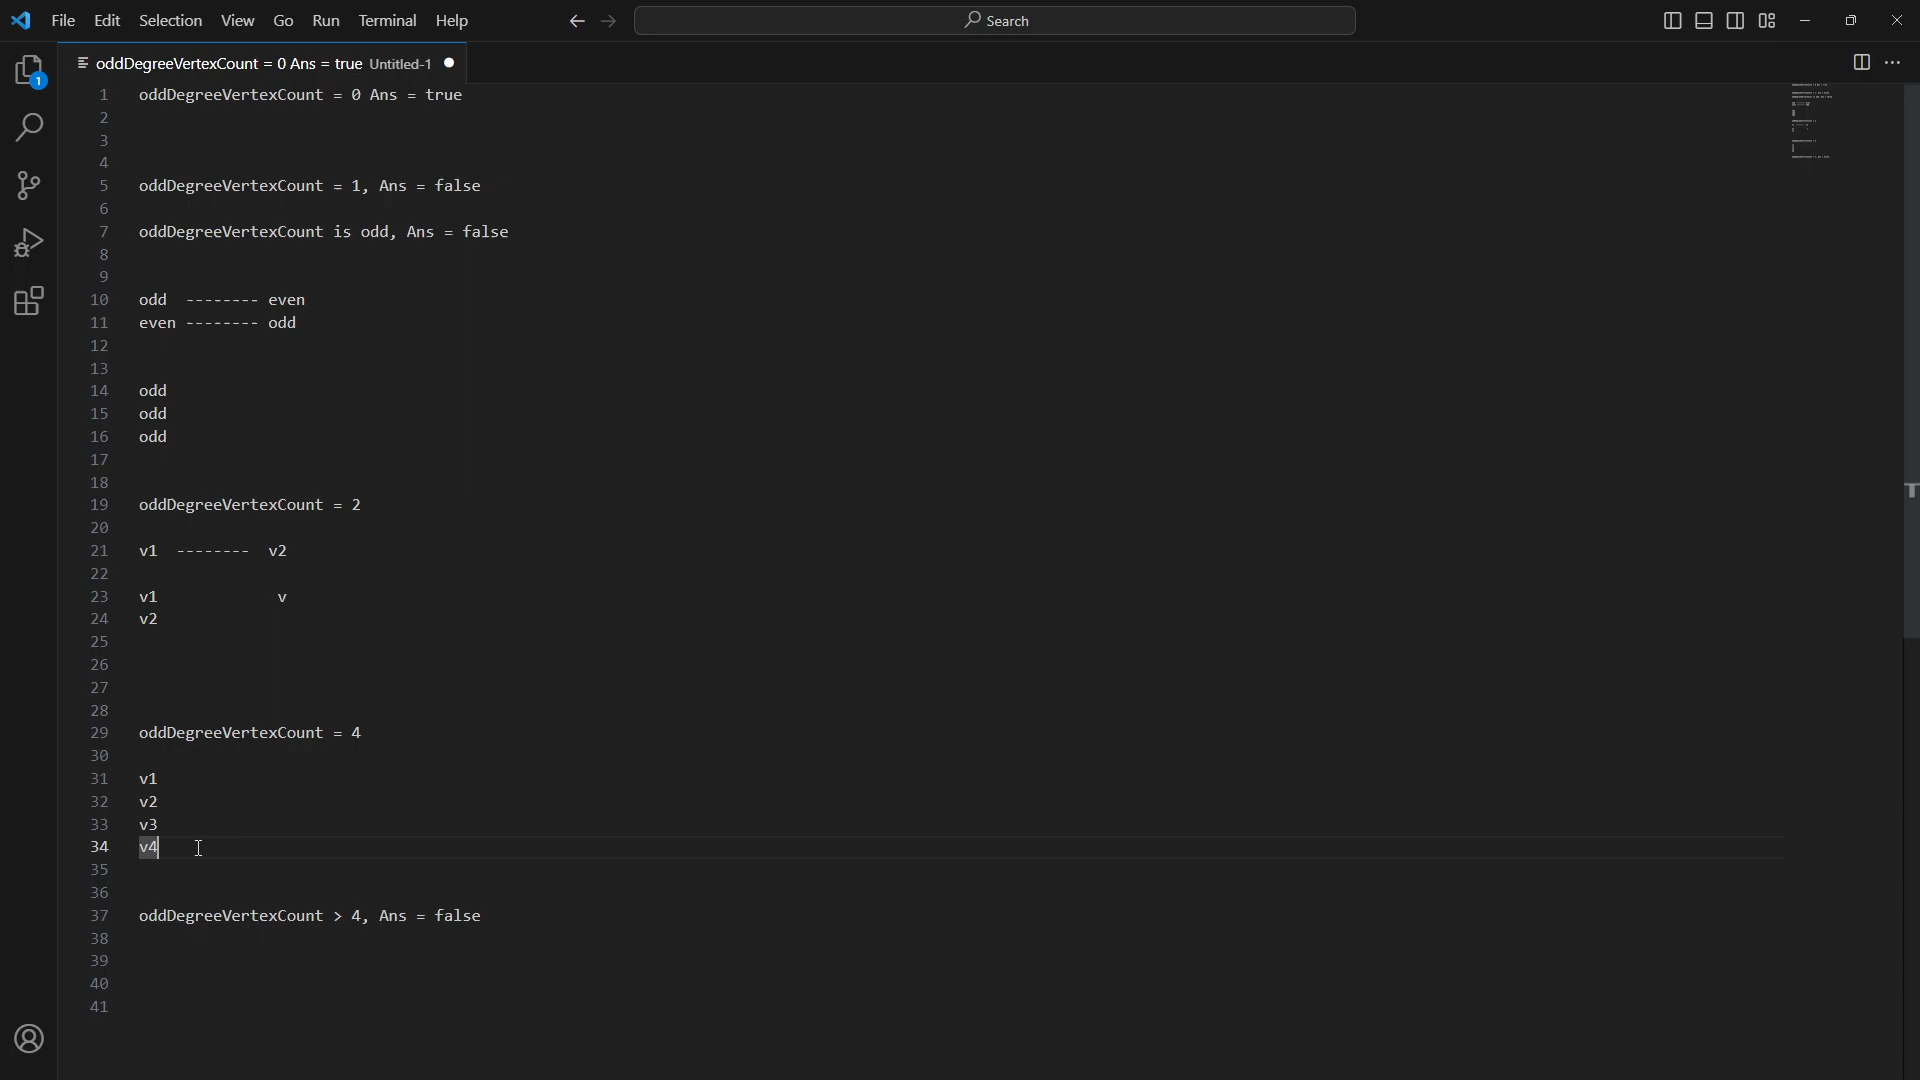 File Edit Selection View Go Run Terminal Help
Search
oddDegreeVertexCount = 0 Ans = true Untitled-1
1
1 oddDegreeVertexCount = 0 Ans = true
2
3
4
5 oddDegreeVertexCount = 1, Ans = false
6
7 oddDegreeVertexCount is odd, Ans = false
8
9
10 odd -------- even
11 even -------- odd
12
13
14 odd
15 odd
16 odd
17
18
19 oddDegreeVertexCount = 2
20
21 v1 -------- v2
22
23 v1 v
24 v2
25
26
27
28
29 oddDegreeVertexCount = 4
30
31 v1
32 v2
33 v3
34 v4
35
36
37 oddDegreeVertexCount > 4, Ans = false
38
39
40
41